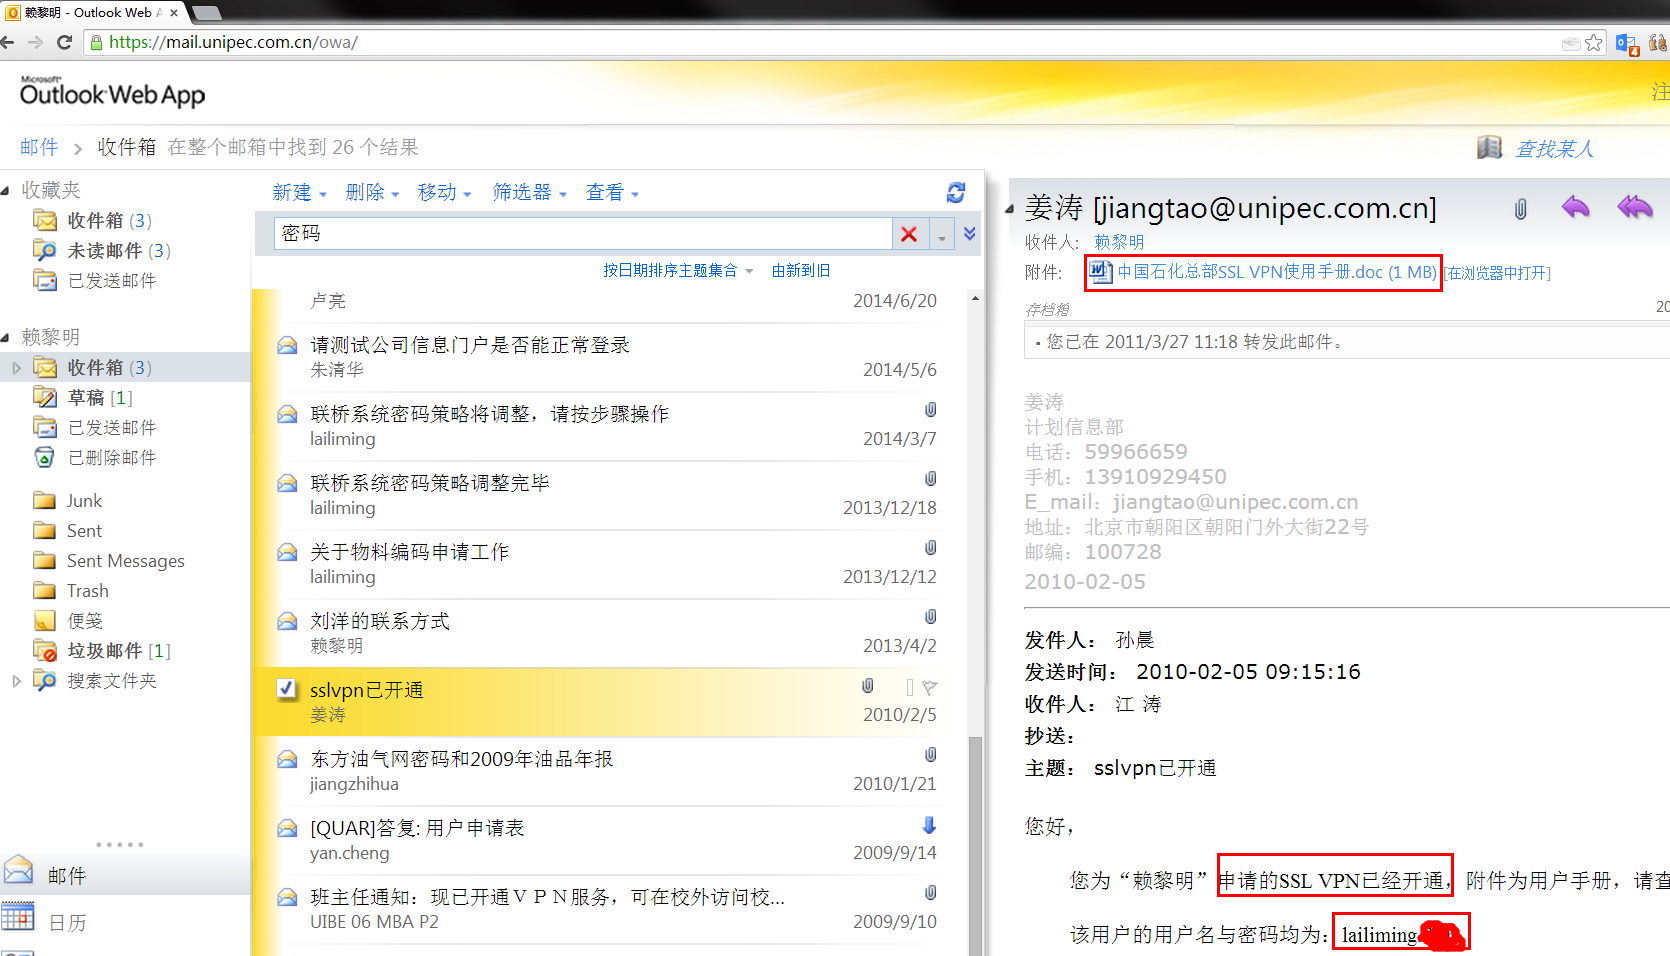 赖黎明 - Outlook Web A
https://mail.unipec.com.cn/owa/
4
Microsoft
Outlook Web App
注
邮件 > 收件箱 在整个邮箱中找到 26 个结果
查找某人
收藏夹
收件箱 (3)
未读邮件 (3)
已发送邮件
赖黎明
收件箱 (3)
草稿 [1]
已发送邮件
已删除邮件
Junk
Sent
Sent Messages
Trash
便笺
垃圾邮件 [1]
搜索文件夹
邮件
日历
新建 删除 移动 筛选器 查看
密码
按日期排序主题集合 由新到旧
卢亮 2014/6/20
请测试公司信息门户是否能正常登录
朱清华 2014/5/6
联桥系统密码策略将调整，请按步骤操作
lailiming 2014/3/7
联桥系统密码策略调整完毕
lailiming 2013/12/18
关于物料编码申请工作
lailiming 2013/12/12
刘洋的联系方式
赖黎明 2013/4/2
sslvpn已开通
姜涛 2010/2/5
东方油气网密码和2009年油品年报
jiangzhihua 2010/1/21
[QUAR]答复: 用户申请表
yan.cheng 2009/9/14
班主任通知：现已开通ＶＰＮ服务，可在校外访问校...
UIBE 06 MBA P2 2009/9/10
姜涛 [jiangtao@unipec.com.cn]
收件人: 赖黎明
附件: 中国石化总部SSL VPN使用手册.doc (1 MB) [在浏览器中打开]
存档箱 20
• 您已在 2011/3/27 11:18 转发此邮件。
姜涛
计划信息部
电话：59966659
手机：13910929450
E_mail：jiangtao@unipec.com.cn
地址：北京市朝阳区朝阳门外大街22号
邮编：100728
2010-02-05
发件人： 孙晨
发送时间： 2010-02-05 09:15:16
收件人： 江 涛
抄送：
主题： sslvpn已开通
您好，
您为“赖黎明”申请的SSL VPN已经开通，附件为用户手册，请查
该用户的用户名与密码均为：lailiming